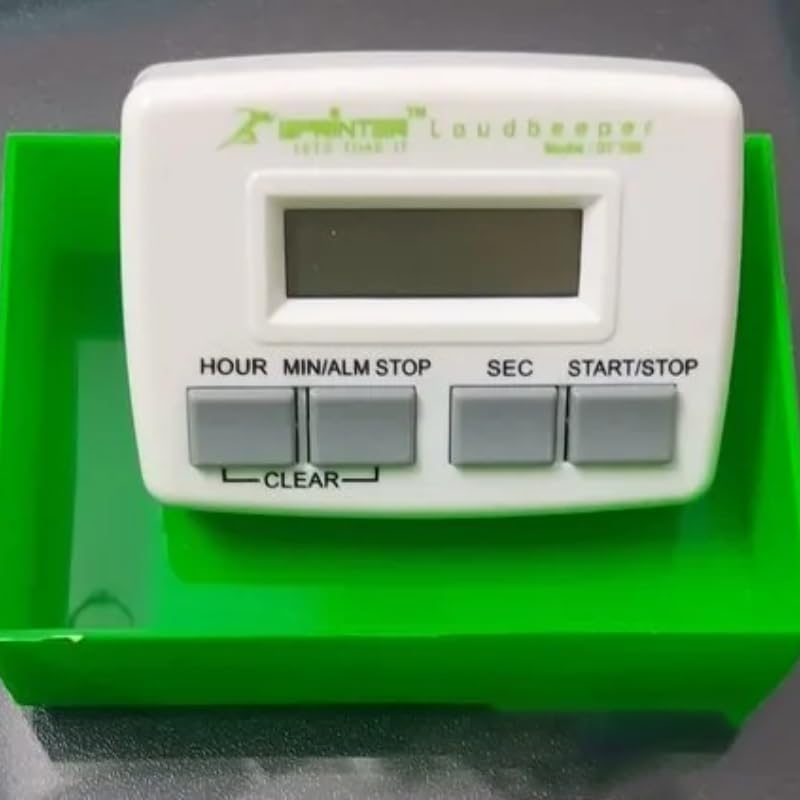 SPRINTER™ Loudbeeper
LETS TIME IT
HOUR MIN/ALM STOP SEC START/STOP
CLEAR